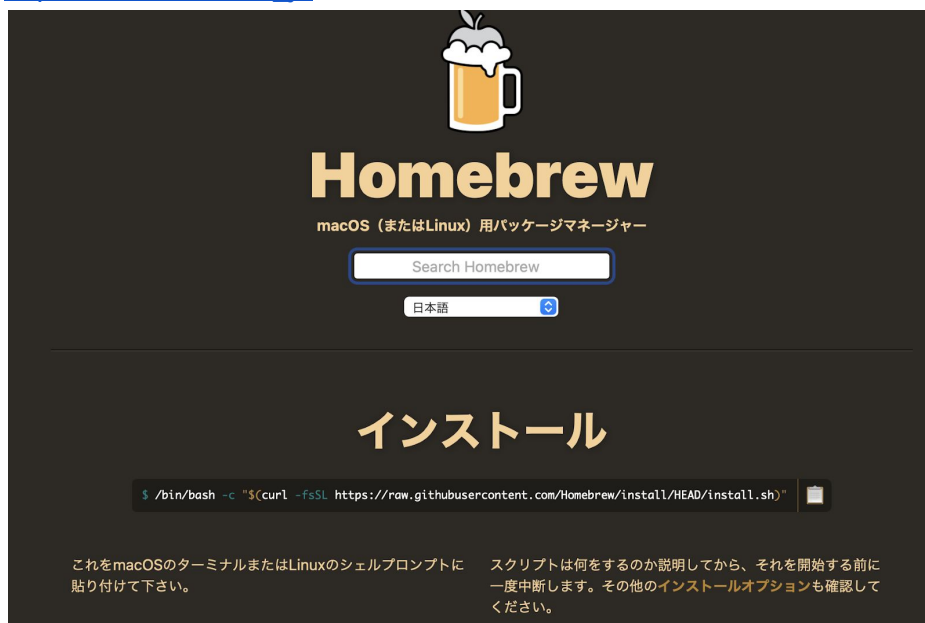 Homebrew
macOS（またはLinux）用パッケージマネージャー
Search Homebrew
日本語
インストール
$ /bin/bash -c "$(curl -fsSL https://raw.githubusercontent.com/Homebrew/install/HEAD/install.sh)"
これをmacOSのターミナルまたはLinuxのシェルプロンプトに
貼り付けて下さい。
スクリプトは何をするのか説明してから、それを開始する前に
一度中断します。その他のインストールオプションも確認して
ください。